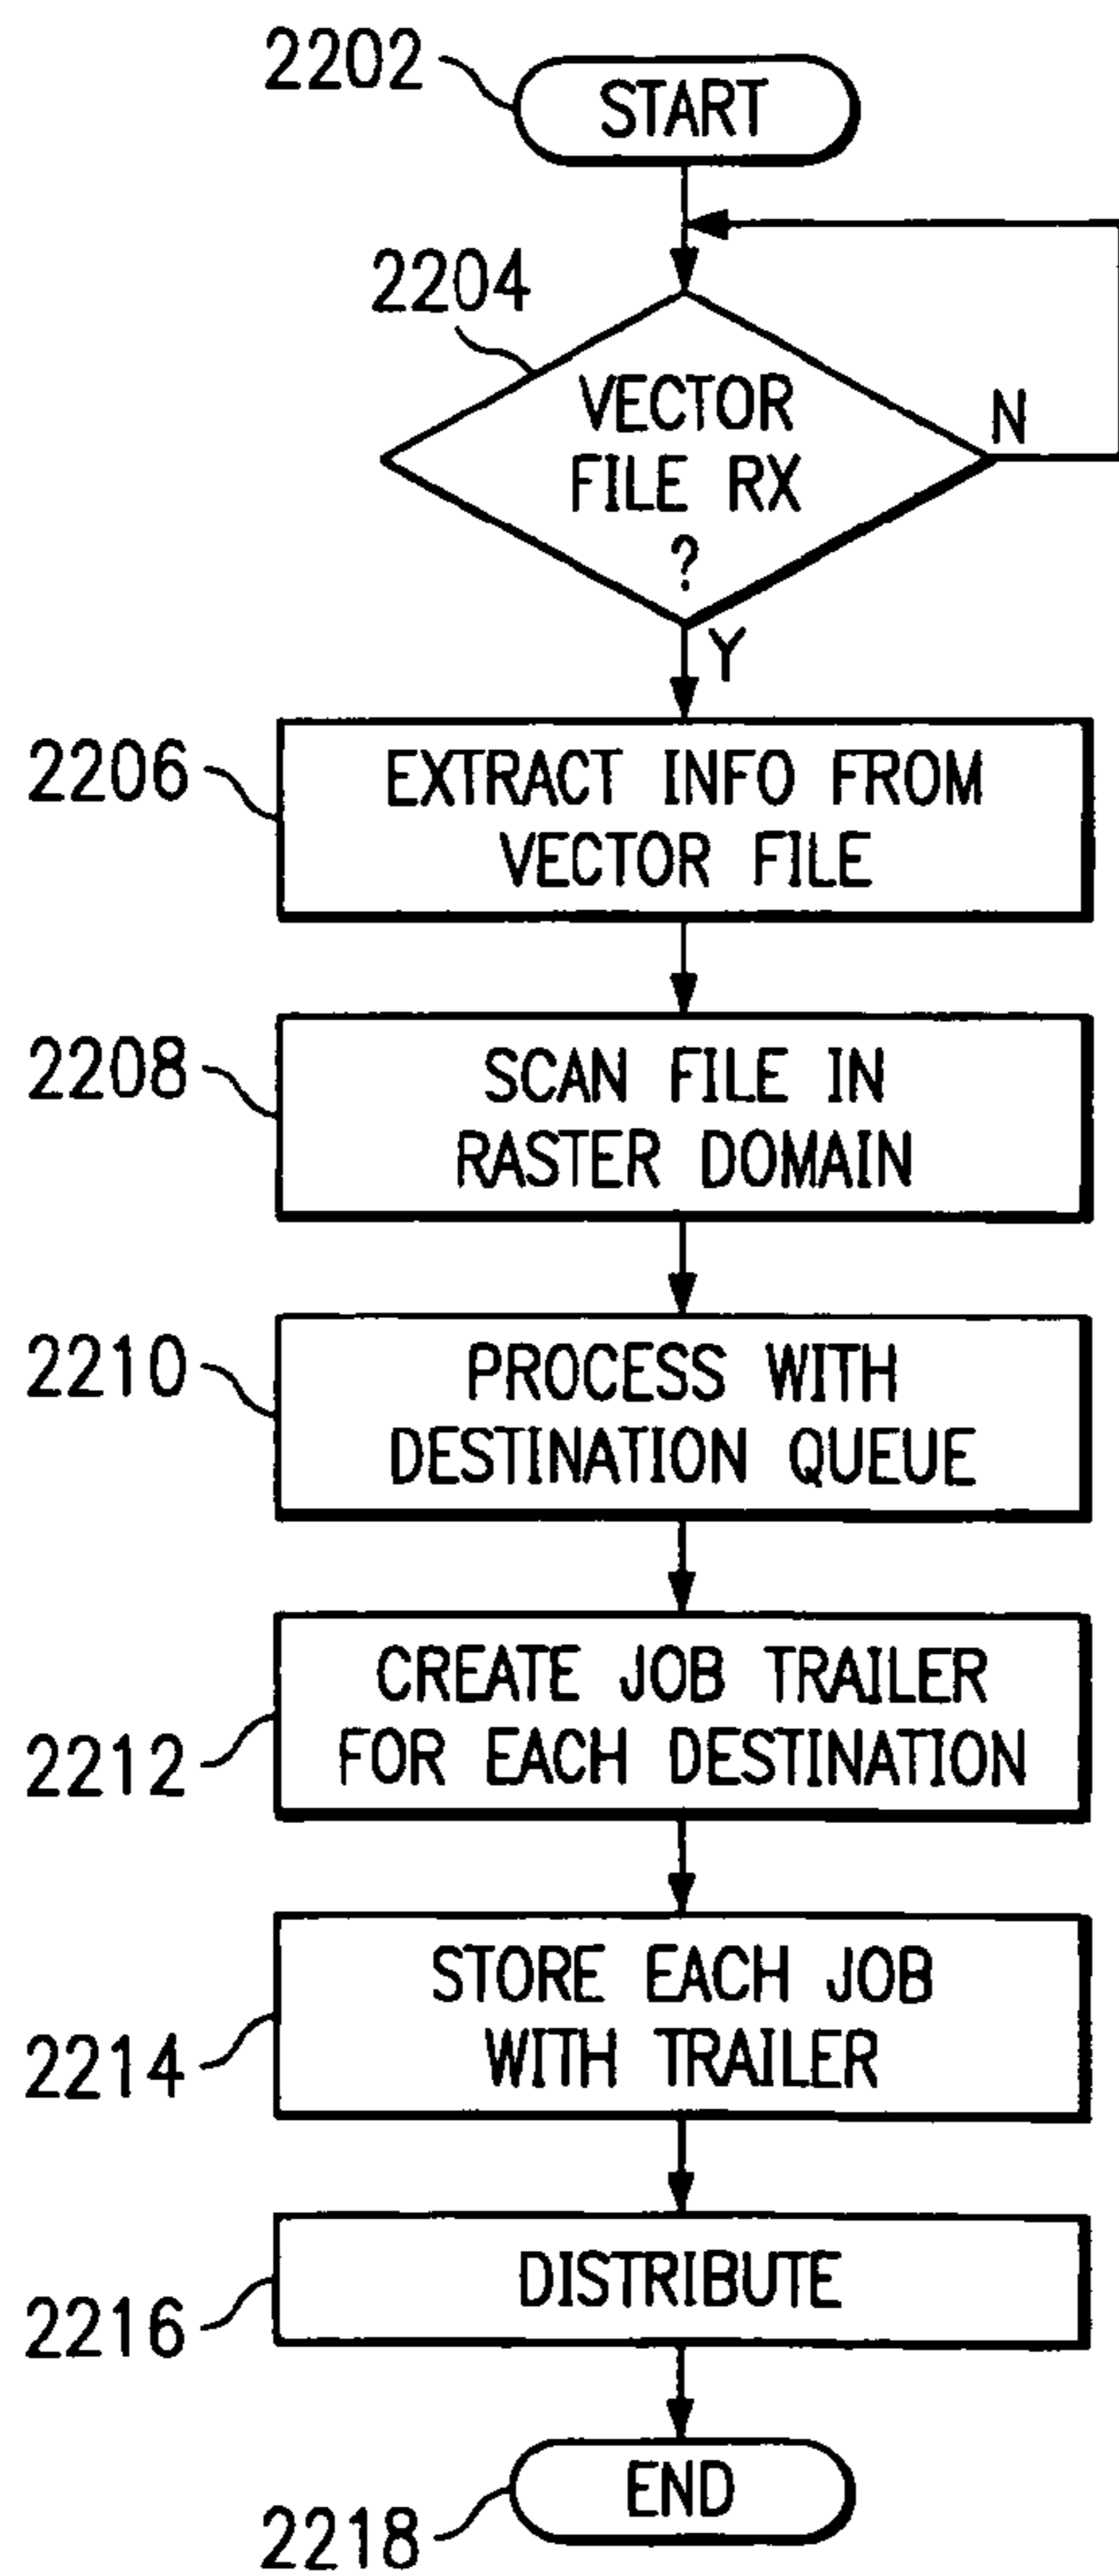 2202
START
2204
VECTOR
FILE RX
?
N
Y
2206
EXTRACT INFO FROM
VECTOR FILE
2208
SCAN FILE IN
RASTER DOMAIN
2210
PROCESS WITH
DESTINATION QUEUE
2212
CREATE JOB TRAILER
FOR EACH DESTINATION
2214
STORE EACH JOB
WITH TRAILER
2216
DISTRIBUTE
2218
END